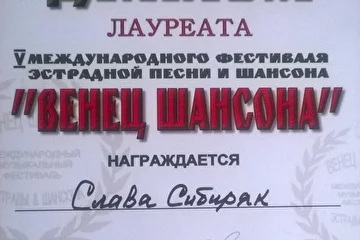 ЛАУРЕАТА
V МЕЖДУНАРОДНОГО ФЕСТИВАЛЯ
ЭСТРАДНОЙ ПЕСНИ И ШАНСОНА
"ВЕНЕЦ ШАНСОНА"
НАГРАЖДАЕТСЯ
Слава Сибиряк